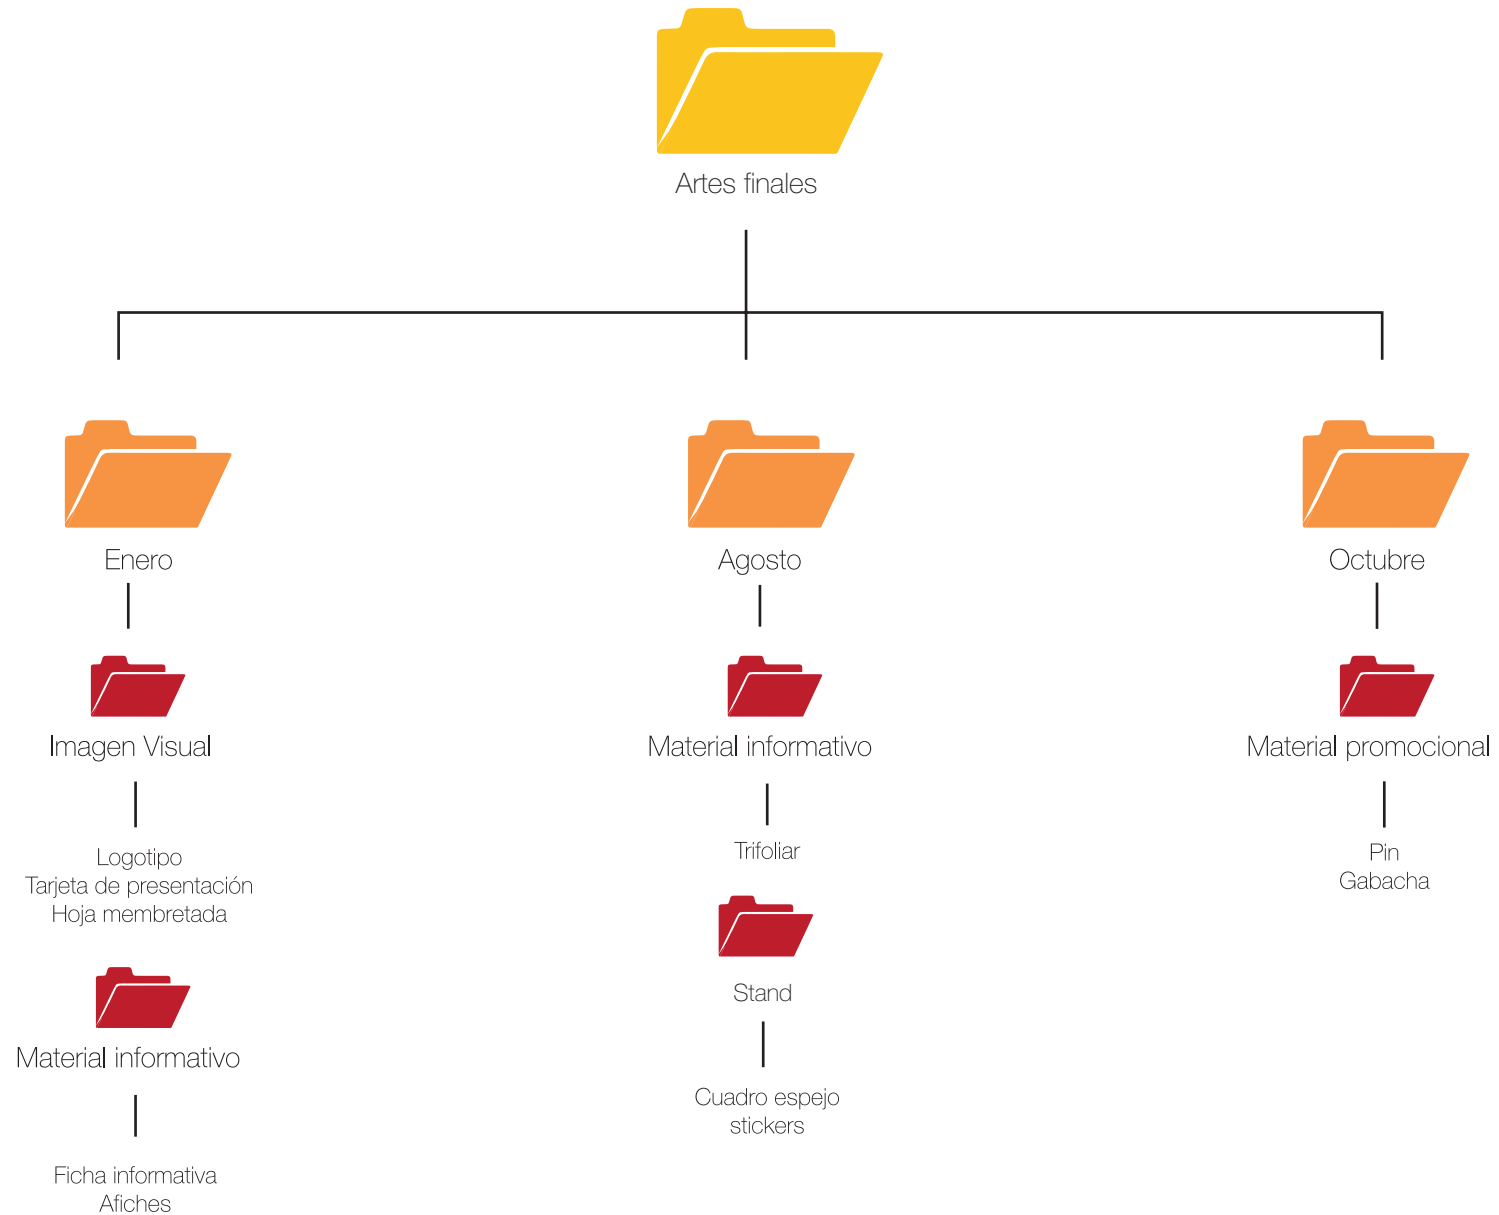 Artes finales
Enero
Agosto
Octubre
Imagen Visual
Material informativo
Material promocional
Logotipo
Tarjeta de presentación
Hoja membretada
Trifoliar
Pin
Gabacha
Stand
Material informativo
Cuadro espejo
stickers
Ficha informativa
Afiches